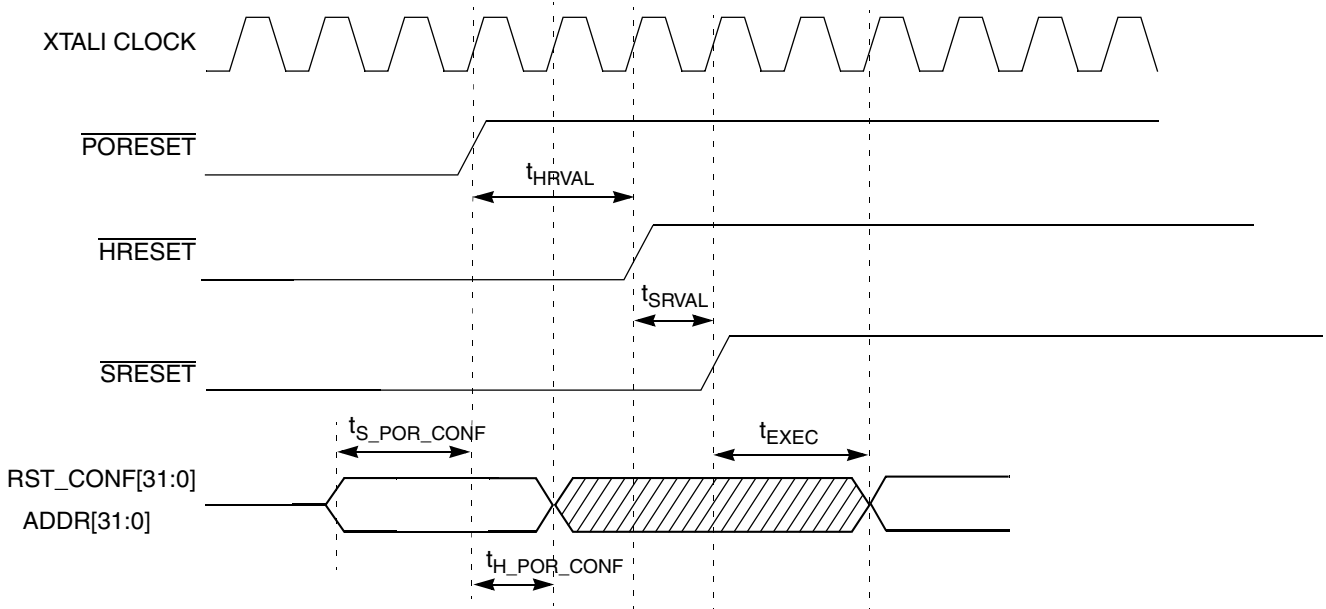 XTALI CLOCK
PORESET
tHRVAL
HRESET
tSRVAL
SRESET
tS_POR_CONF
tEXEC
RST_CONF[31:0]
ADDR[31:0]
tH_POR_CONF